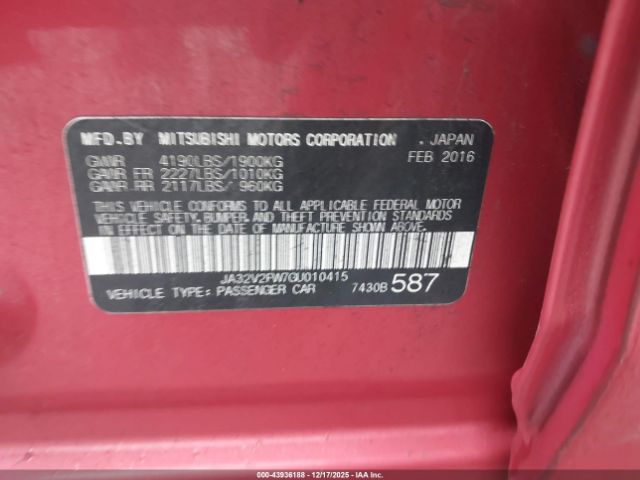 MFD.BY MITSUBISHI MOTORS CORPORATION . JAPAN
GVWR 4190LBS/1900KG FEB 2016
GAWR FR 2227LBS/1010KG
GAWR RR 2117LBS/ 960KG
THIS VEHICLE CONFORMS TO ALL APPLICABLE FEDERAL MOTOR
VEHICLE SAFETY, BUMPER, AND THEFT PREVENTION STANDARDS
IN EFFECT ON THE DATE OF MANUFACTURE SHOWN ABOVE.
JA32V2FW7GU010415
VEHICLE TYPE: PASSENGER CAR 7430B 587
00-43936188 - 12/17/2025 - IAA Inc.